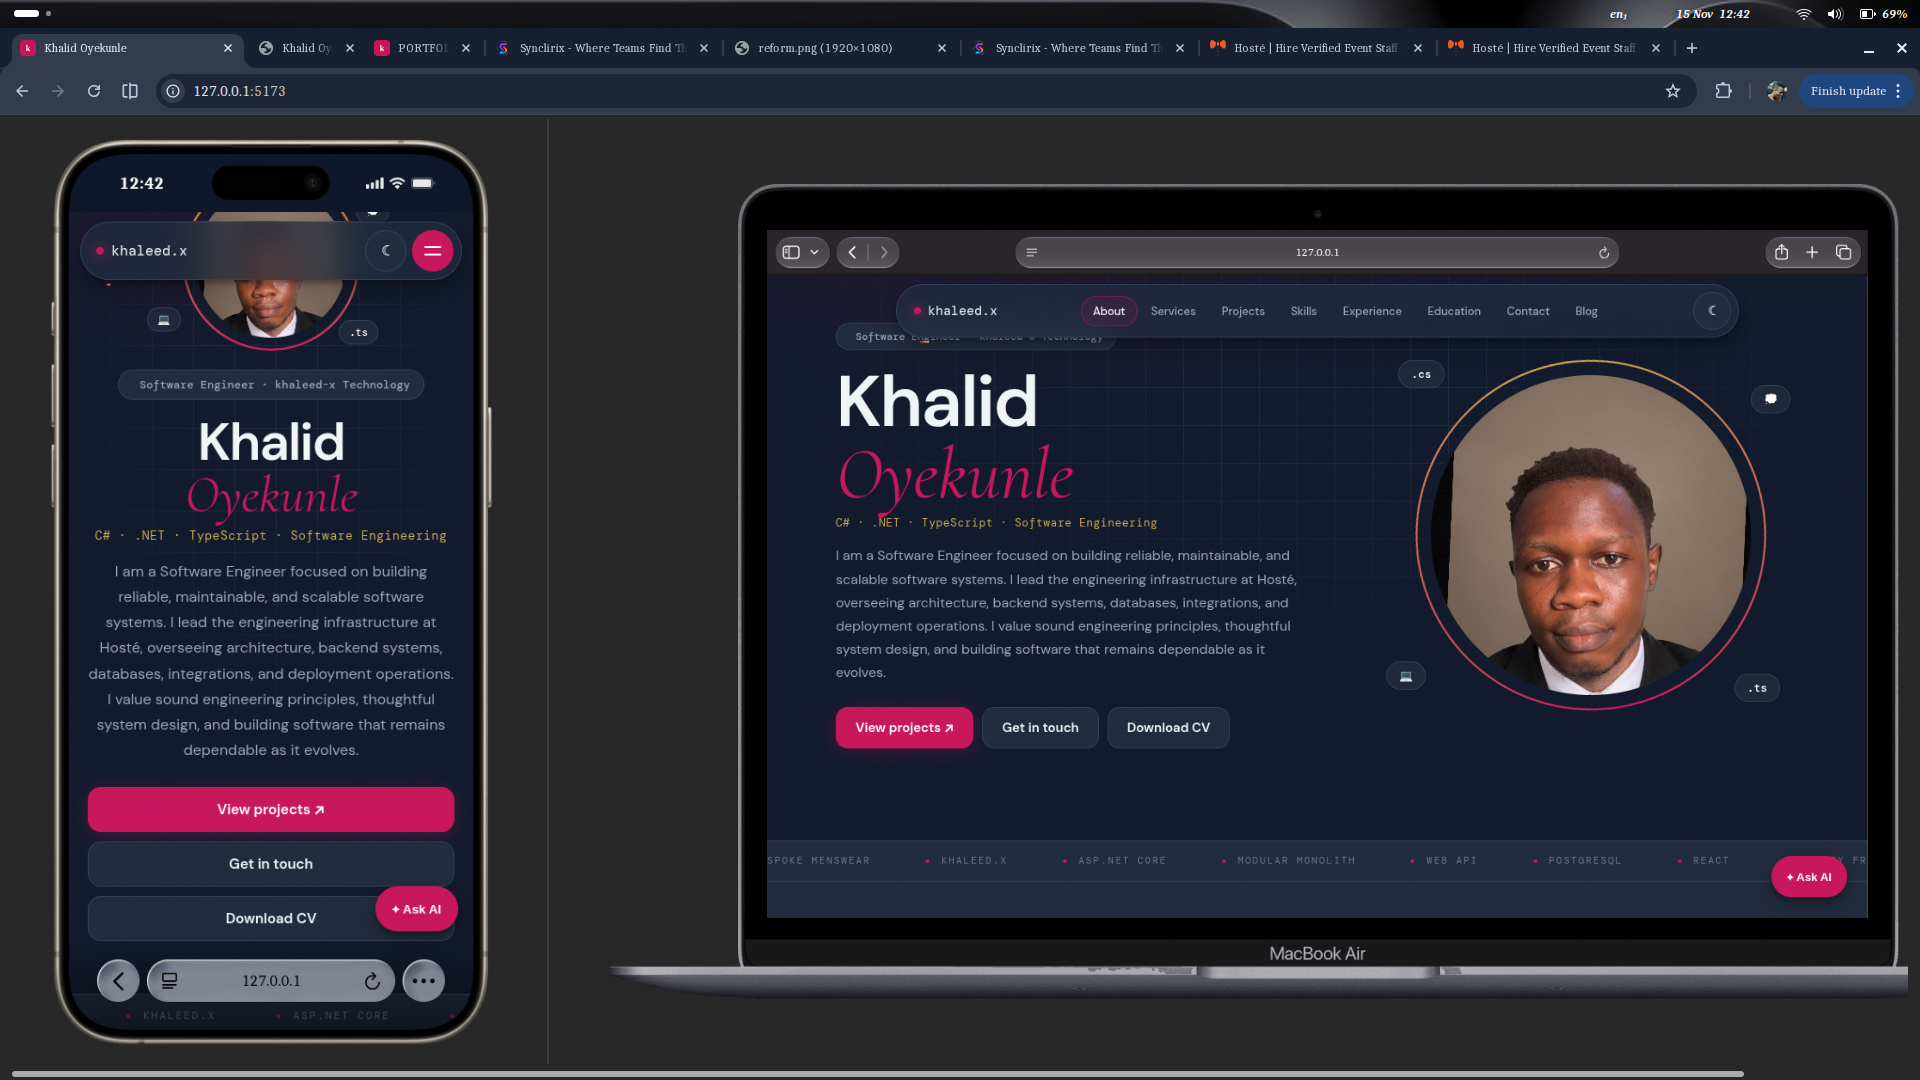 en₁
15 Nov 12:42
69%
Khalid Oyekunle
Khalid Oy
PORTFOL
Synclirix - Where Teams Find Th
reform.png (1920×1080)
Synclirix - Where Teams Find Th
Hosté | Hire Verified Event Staff
Hosté | Hire Verified Event Staff
127.0.0.1:5173
Finish update
12:42
khaleed.x
.ts
Software Engineer · khaleed-x Technology
Khalid
Oyekunle
C# · .NET · TypeScript · Software Engineering
I am a Software Engineer focused on building
reliable, maintainable, and scalable software
systems. I lead the engineering infrastructure at
Hosté, overseeing architecture, backend systems,
databases, integrations, and deployment operations.
I value sound engineering principles, thoughtful
system design, and building software that remains
dependable as it evolves.
View projects ↗
Get in touch
Download CV
✦ Ask AI
127.0.0.1
• KHALEED.X • ASP.NET CORE •
127.0.0.1
khaleed.x
About Services Projects Skills Experience Education Contact Blog
Software Engineer · khaleed-x Technology
Khalid
Oyekunle
C# · .NET · TypeScript · Software Engineering
I am a Software Engineer focused on building reliable, maintainable, and
scalable software systems. I lead the engineering infrastructure at Hosté,
overseeing architecture, backend systems, databases, integrations, and
deployment operations. I value sound engineering principles, thoughtful
system design, and building software that remains dependable as it
evolves.
View projects ↗ Get in touch Download CV
.cs
.ts
SPOKE MENSWEAR • KHALEED.X • ASP.NET CORE • MODULAR MONOLITH • WEB API • POSTGRESQL • REACT
✦ Ask AI
MacBook Air